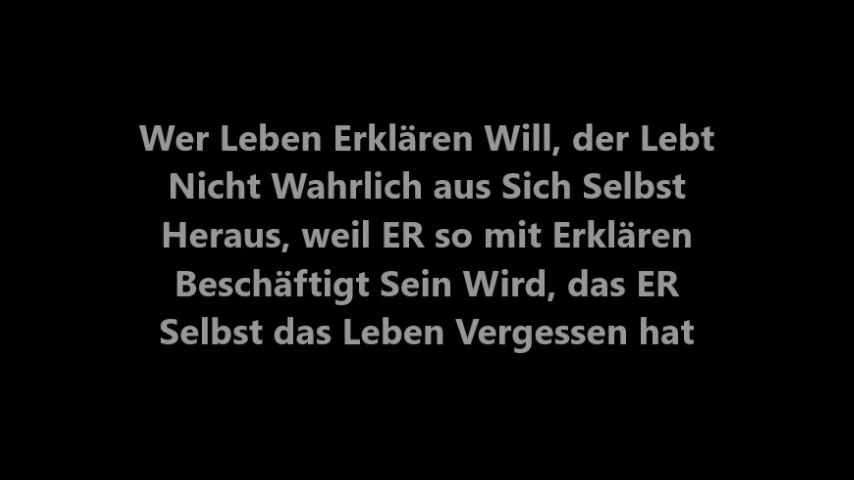 Wer Leben Erklären Will, der Lebt
Nicht Wahrlich aus Sich Selbst
Heraus, weil ER so mit Erklären
Beschäftigt Sein Wird, das ER
Selbst das Leben Vergessen hat